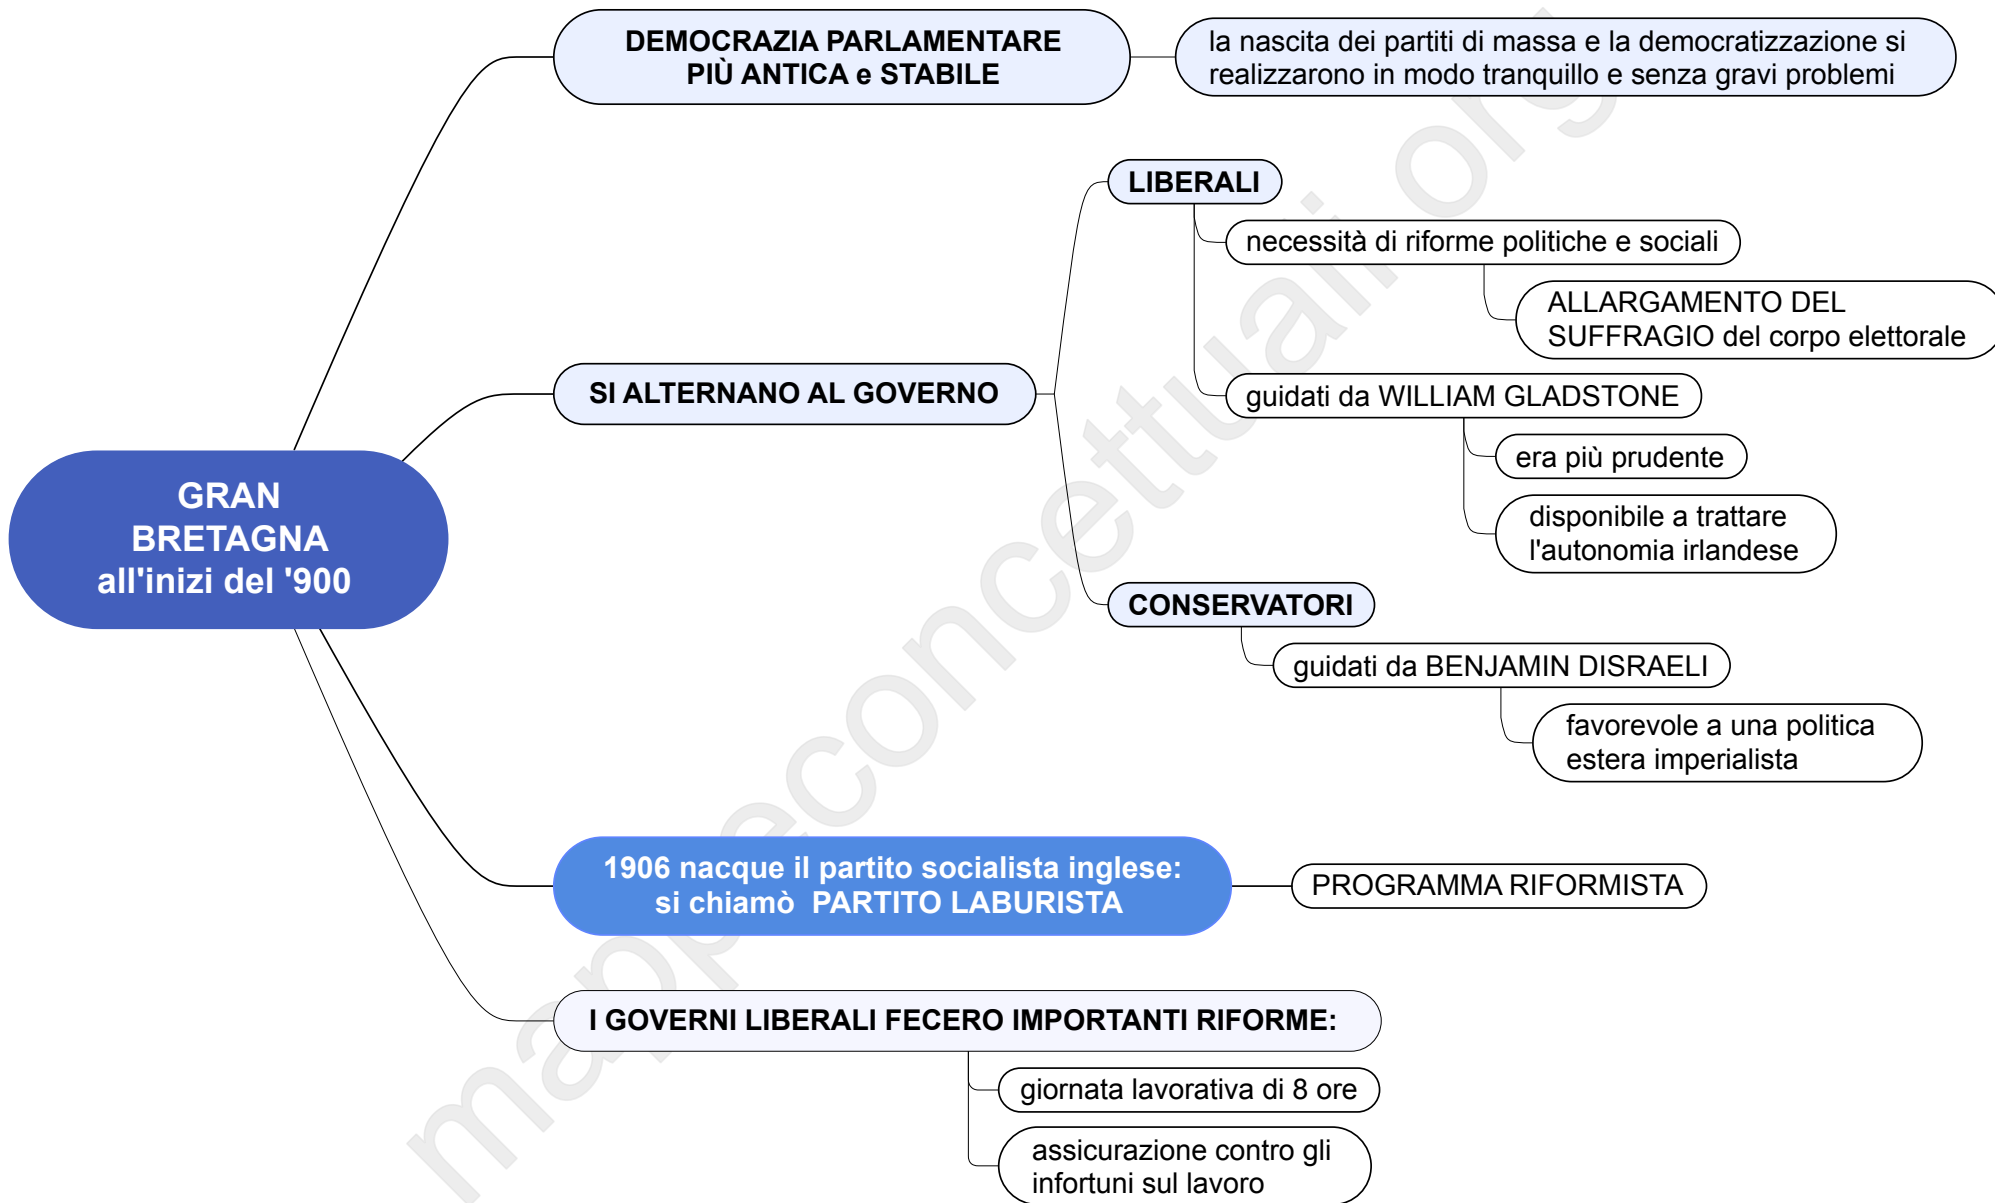 DEMOCRAZIA PARLAMENTARE
PIÙ ANTICA e STABILE
la nascita dei partiti di massa e la democratizzazione si
realizzarono in modo tranquillo e senza gravi problemi
LIBERALI
necessità di riforme politiche e sociali
ALLARGAMENTO DEL
SUFFRAGIO del corpo elettorale
SI ALTERNANO AL GOVERNO
guidati da WILLIAM GLADSTONE
era più prudente
disponibile a trattare
l'autonomia irlandese
GRAN
BRETAGNA
all'inizi del '900
CONSERVATORI
guidati da BENJAMIN DISRAELI
favorevole a una politica
estera imperialista
1906 nacque il partito socialista inglese:
si chiamò  PARTITO LABURISTA
PROGRAMMA RIFORMISTA
I GOVERNI LIBERALI FECERO IMPORTANTI RIFORME:
giornata lavorativa di 8 ore
assicurazione contro gli
infortuni sul lavoro
mappeconcettuali.org